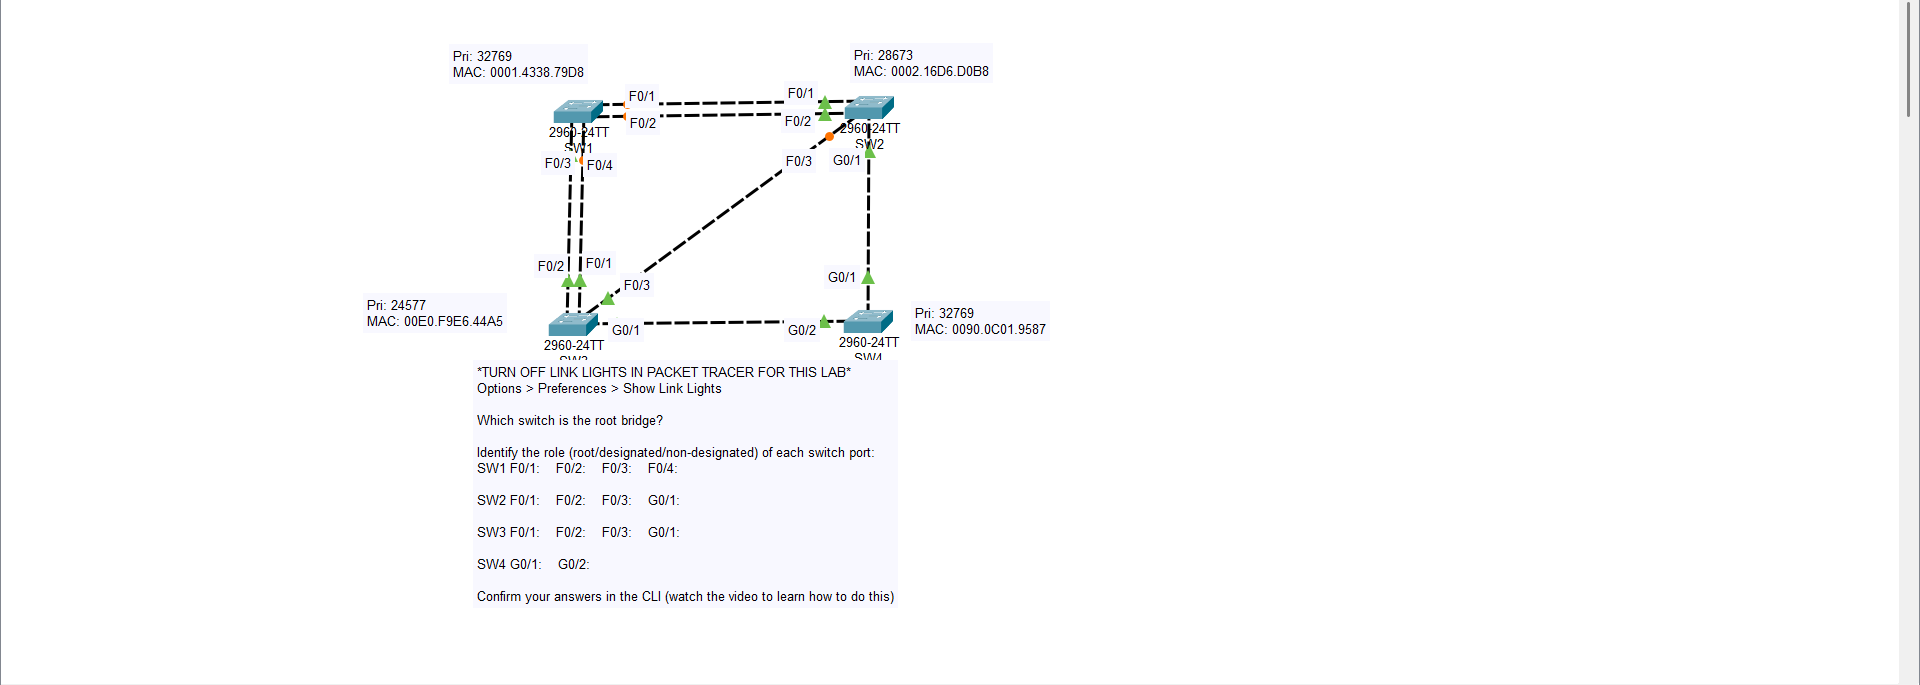 Pri: 32769
MAC: 0001.4338.79D8
Pri: 28673
MAC: 0002.16D6.D0B8
F0/1
F0/1
F0/2
F0/2
2960-24TT
SW1
2960-24TT
SW2
F0/3
F0/4
F0/3
G0/1
F0/2
F0/1
F0/3
G0/1
Pri: 24577
MAC: 00E0.F9E6.44A5
Pri: 32769
MAC: 0090.0C01.9587
G0/1
G0/2
2960-24TT
SW3
2960-24TT
SW4
*TURN OFF LINK LIGHTS IN PACKET TRACER FOR THIS LAB*
Options > Preferences > Show Link Lights
Which switch is the root bridge?
Identify the role (root/designated/non-designated) of each switch port:
SW1 F0/1: F0/2: F0/3: F0/4:
SW2 F0/1: F0/2: F0/3: G0/1:
SW3 F0/1: F0/2: F0/3: G0/1:
SW4 G0/1: G0/2:
Confirm your answers in the CLI (watch the video to learn how to do this)